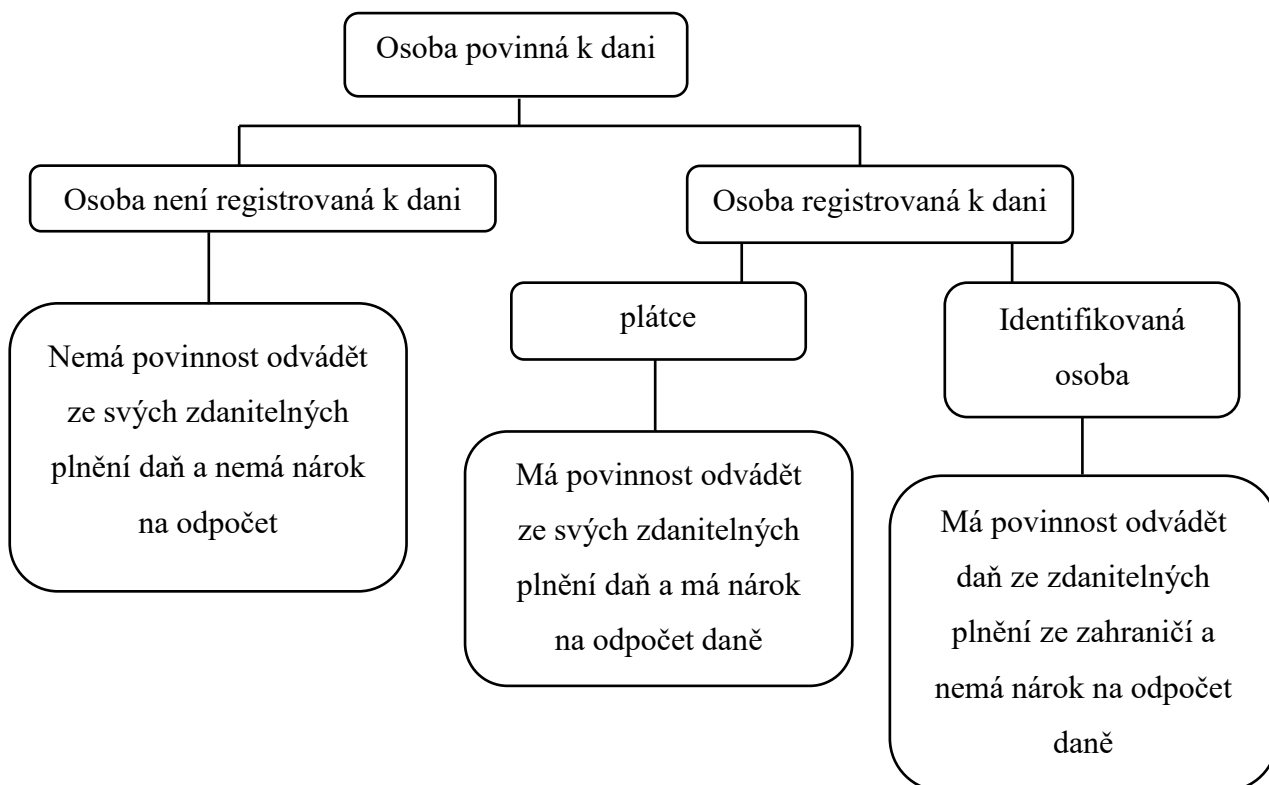 Osoba povinná k dani
Osoba není registrovaná k dani
Osoba registrovaná k dani
plátce
Identifikovaná
osoba
Nemá povinnost odvádět
ze svých zdanitelných
plnění daň a nemá nárok
na odpočet
Má povinnost odvádět
ze svých zdanitelných
plnění daň a má nárok
na odpočet daně
Má povinnost odvádět
daň ze zdanitelných
plnění ze zahraničí a
nemá nárok na odpočet
daně